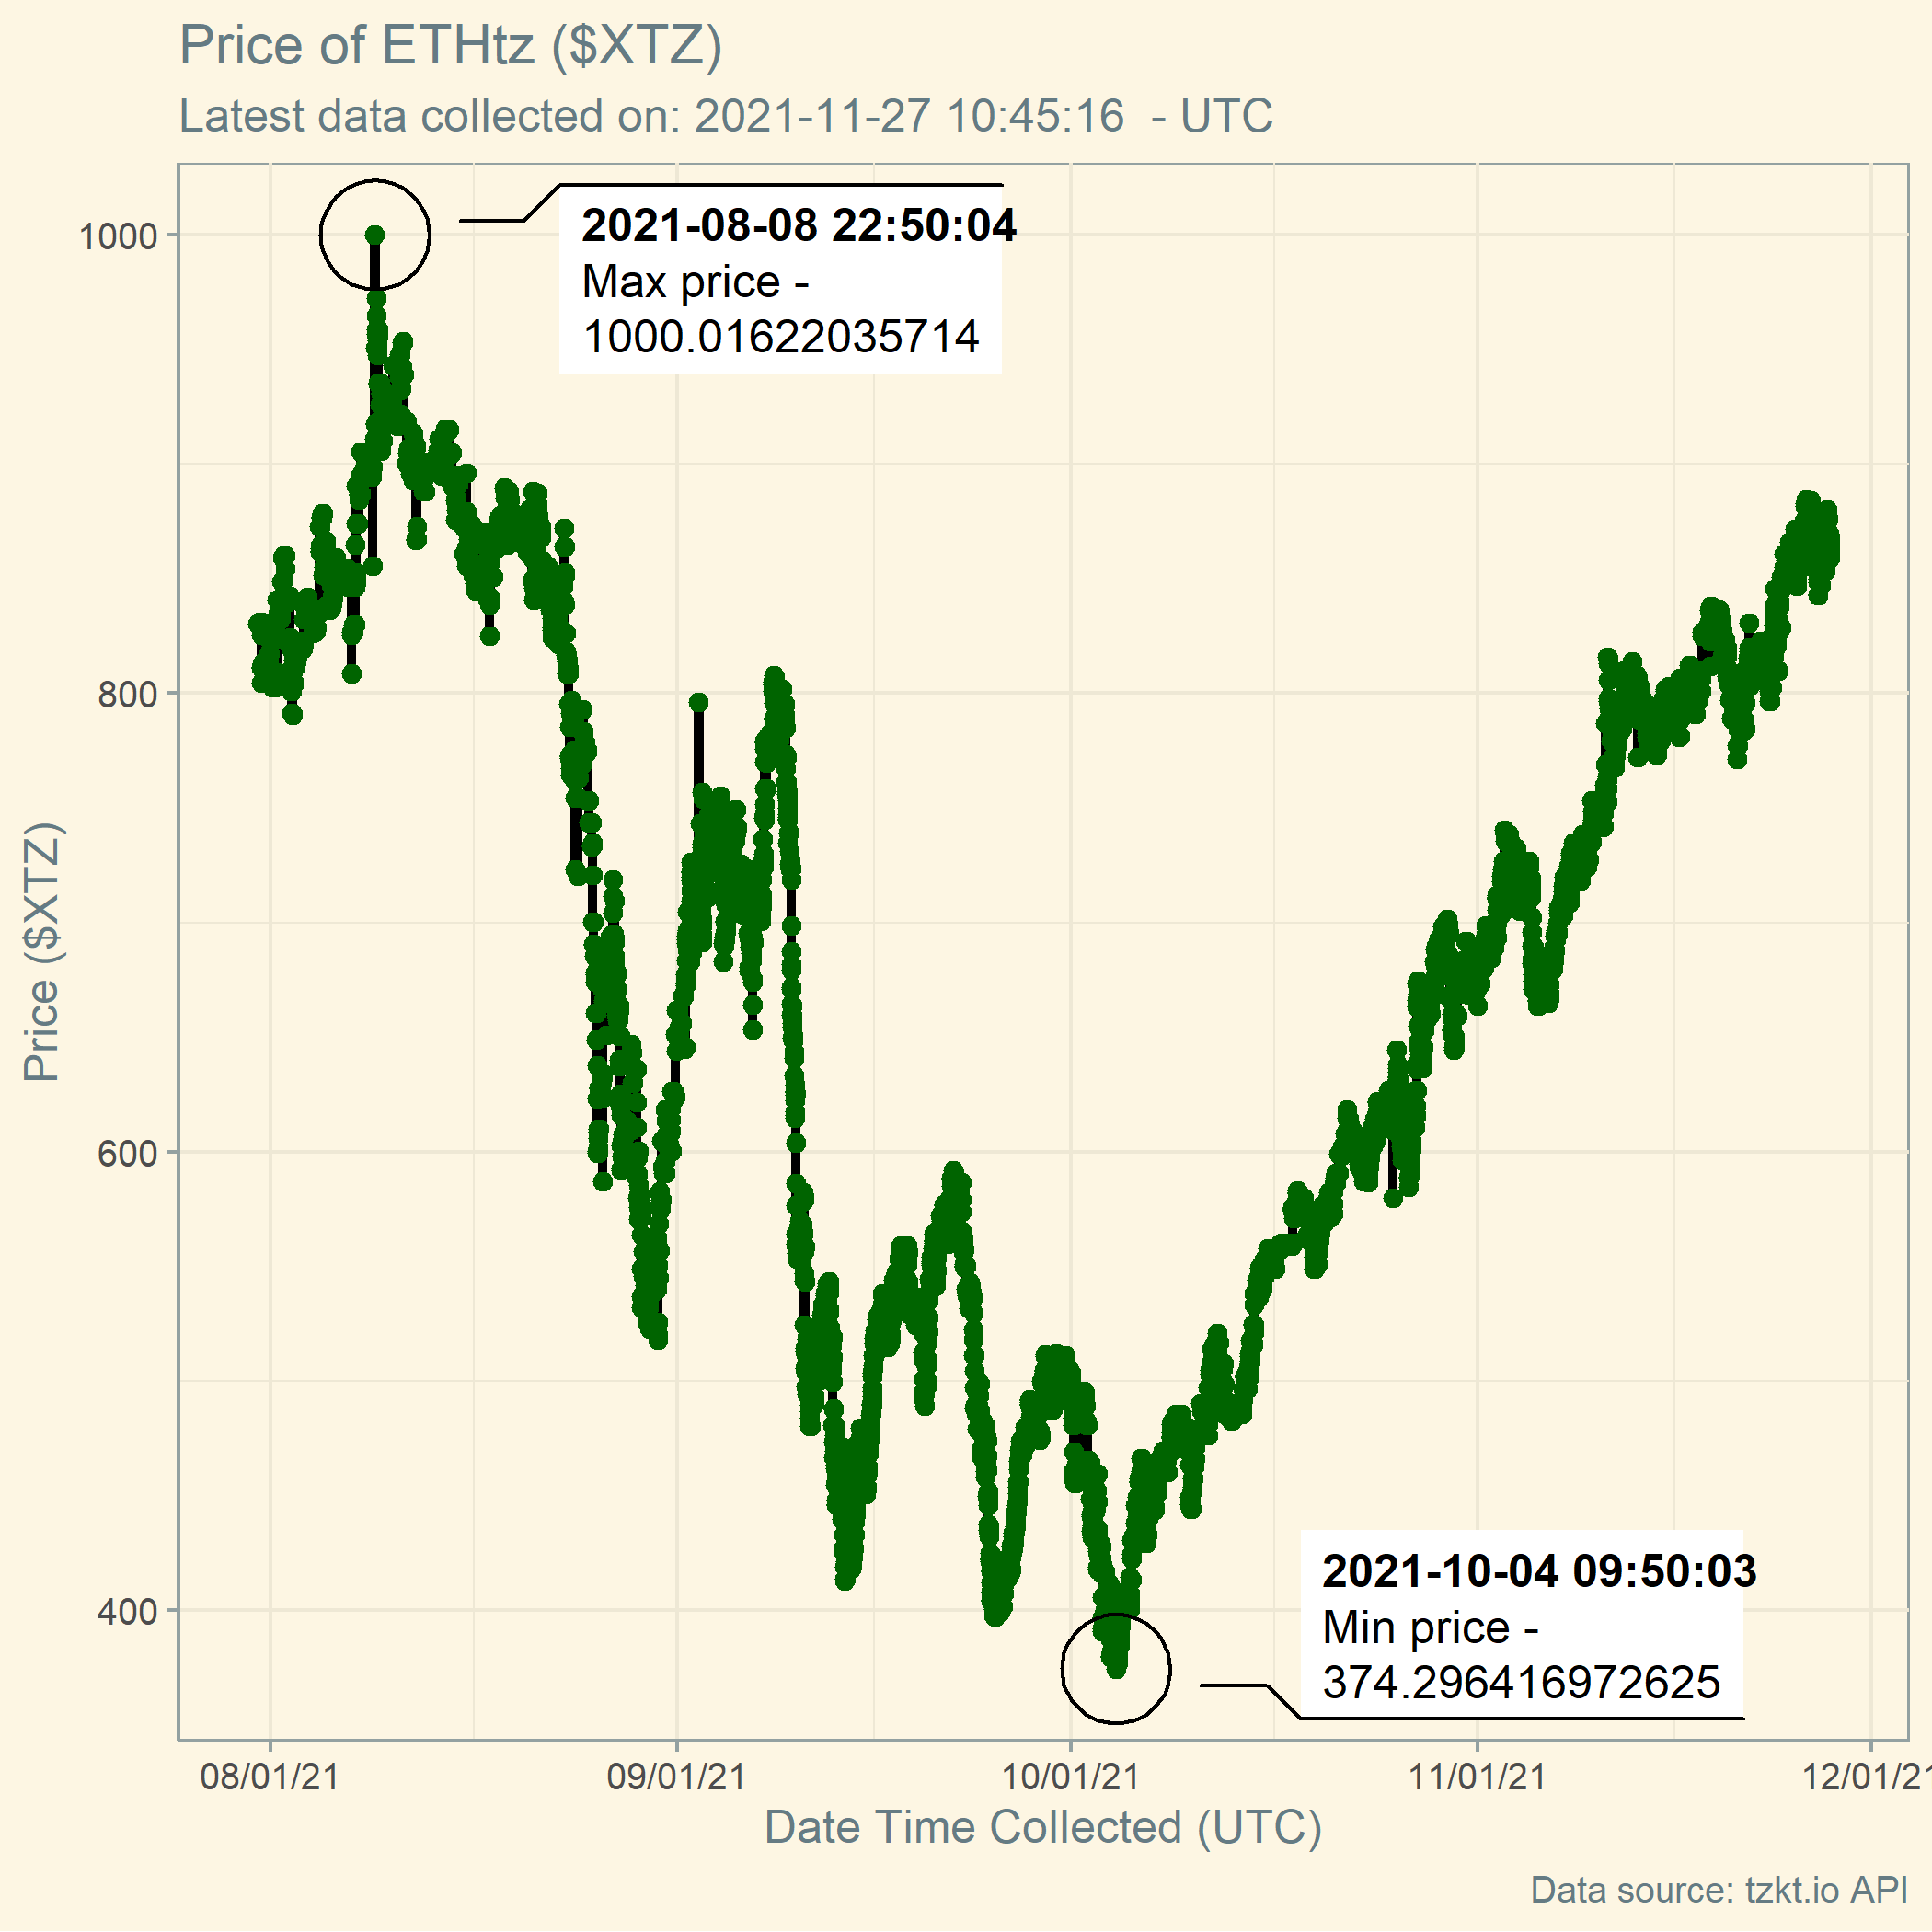 Price of ETHtz ($XTZ)
Latest data collected on: 2021-11-27 10:45:16  - UTC
2021-08-08 22:50:04
Max price -
1000.01622035714
1000
800
600
400
Price ($XTZ)
2021-10-04 09:50:03
Min price -
374.296416972625
08/01/21
09/01/21
10/01/21
11/01/21
12/01/21
Date Time Collected (UTC)
Data source: tzkt.io API